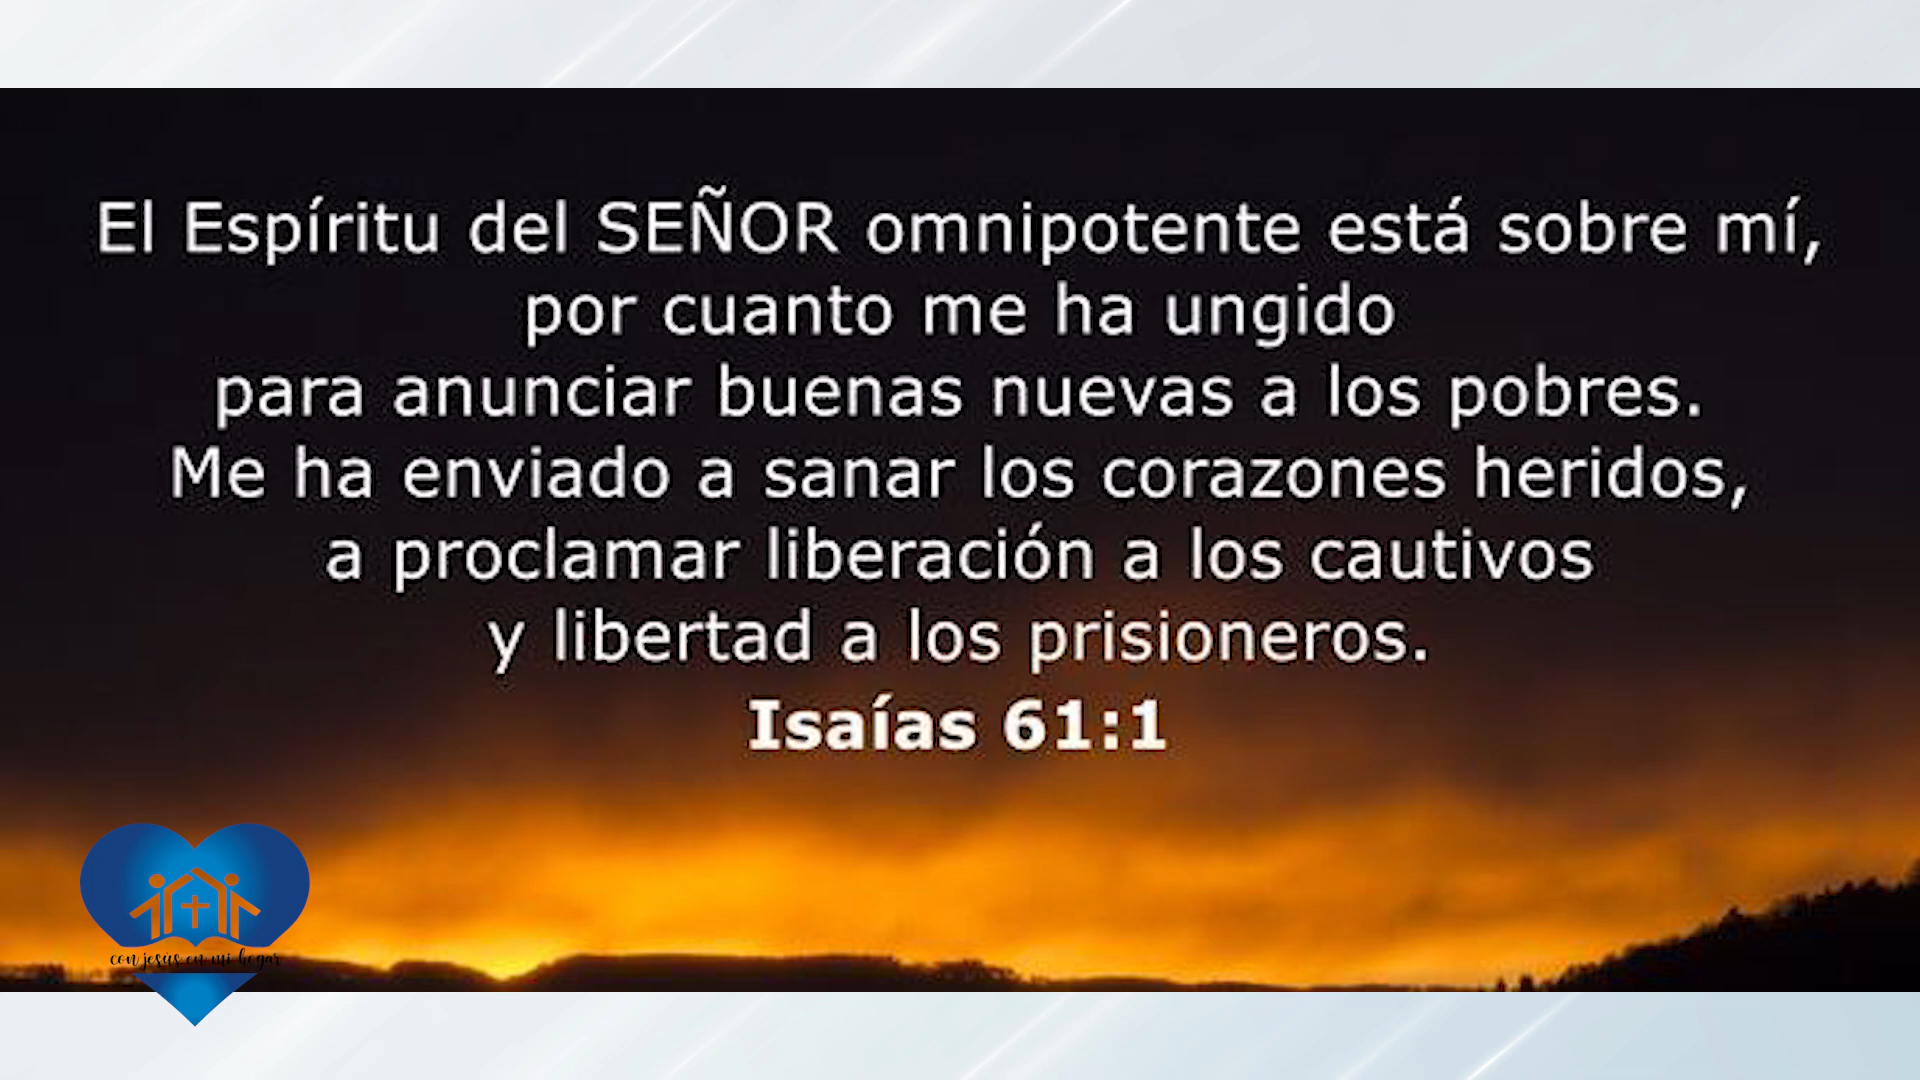 El Espíritu del SEÑOR omnipotente está sobre mí,
por cuanto me ha ungido
para anunciar buenas nuevas a los pobres.
Me ha enviado a sanar los corazones heridos,
a proclamar liberación a los cautivos
y libertad a los prisioneros.
Isaías 61:1
con jesús en mi hogar